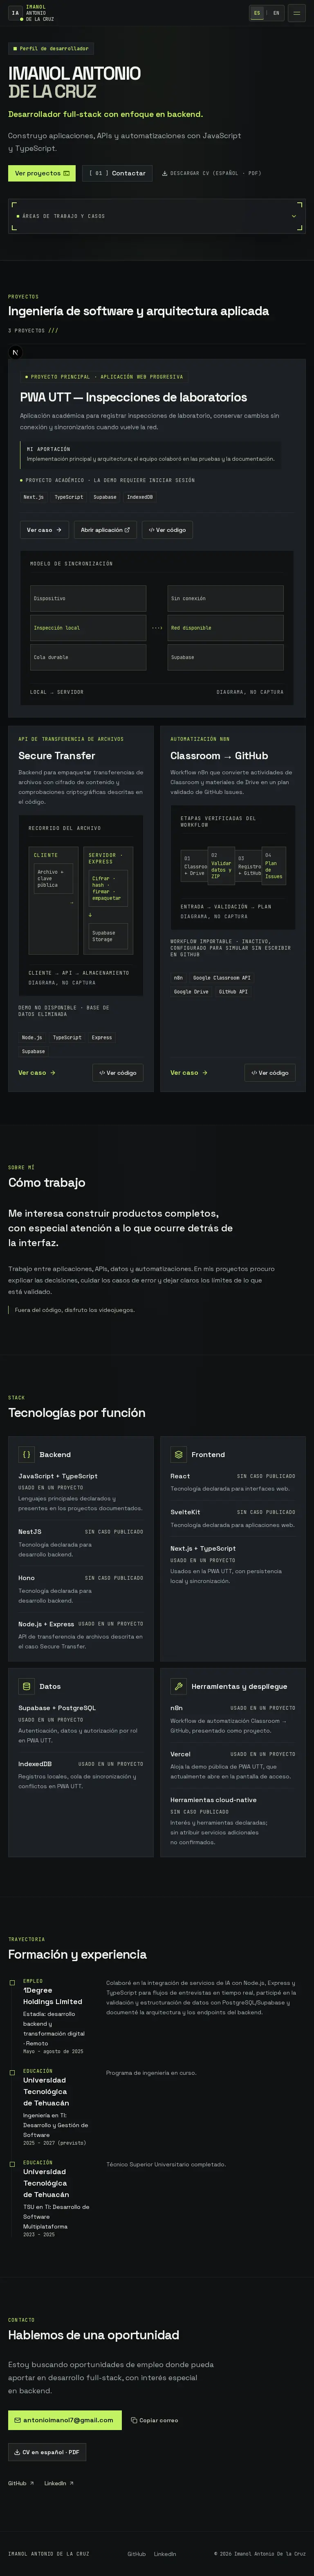 IA
IMANOL
ANTONIO
DE LA CRUZ
ES
EN
Perfil de desarrollador
IMANOL ANTONIO
DE LA CRUZ
Desarrollador full-stack con enfoque en backend.
Construyo aplicaciones, APIs y automatizaciones con JavaScript
y TypeScript.
Ver proyectos
[ 01 ] Contactar
DESCARGAR CV (ESPAÑOL · PDF)
ÁREAS DE TRABAJO Y CASOS
PROYECTOS
Ingeniería de software y arquitectura aplicada
3 PROYECTOS ///
N
PROYECTO PRINCIPAL · APLICACIÓN WEB PROGRESIVA
PWA UTT — Inspecciones de laboratorios
Aplicación académica para registrar inspecciones de laboratorio, conservar cambios sin
conexión y sincronizarlos cuando vuelve la red.
MI APORTACIÓN
Implementación principal y arquitectura; el equipo colaboró en las pruebas y la documentación.
PROYECTO ACADÉMICO · LA DEMO REQUIERE INICIAR SESIÓN
Next.js
TypeScript
Supabase
IndexedDB
Ver caso
Abrir aplicación
Ver código
MODELO DE SINCRONIZACIÓN
Dispositivo
Sin conexión
Inspección local
Red disponible
Cola durable
Supabase
LOCAL ↔ SERVIDOR
DIAGRAMA, NO CAPTURA
API DE TRANSFERENCIA DE ARCHIVOS
Secure Transfer
Backend para empaquetar transferencias de
archivos con cifrado de contenido y
comprobaciones criptográficas descritas en
el código.
RECORRIDO DEL ARCHIVO
CLIENTE
Archivo +
clave
pública
→
SERVIDOR ·
EXPRESS
Cifrar ·
hash ·
firmar ·
empaquetar
↓
Supabase
Storage
CLIENTE → API → ALMACENAMIENTO
DIAGRAMA, NO CAPTURA
DEMO NO DISPONIBLE · BASE DE
DATOS ELIMINADA
Node.js
TypeScript
Express
Supabase
Ver caso
Ver código
AUTOMATIZACIÓN N8N
Classroom → GitHub
Workflow n8n que convierte actividades de
Classroom y materiales de Drive en un plan
validado de GitHub Issues.
ETAPAS VERIFICADAS DEL
WORKFLOW
01
Classroom
+ Drive
02
Validar
datos y
ZIP
03
Registro
+ GitHub
04
Plan
de
Issues
ENTRADA → VALIDACIÓN → PLAN
DIAGRAMA, NO CAPTURA
WORKFLOW IMPORTABLE · INACTIVO,
CONFIGURADO PARA SIMULAR SIN ESCRIBIR
EN GITHUB
n8n
Google Classroom API
Google Drive
GitHub API
Ver caso
Ver código
SOBRE MÍ
Cómo trabajo
Me interesa construir productos completos,
con especial atención a lo que ocurre detrás de
la interfaz.
Trabajo entre aplicaciones, APIs, datos y automatizaciones. En mis proyectos procuro
explicar las decisiones, cuidar los casos de error y dejar claros los límites de lo que
está validado.
Fuera del código, disfruto los videojuegos.
STACK
Tecnologías por función
Backend
JavaScript + TypeScript
USADO EN UN PROYECTO
Lenguajes principales declarados y
presentes en los proyectos documentados.
NestJS
SIN CASO PUBLICADO
Tecnología declarada para
desarrollo backend.
Hono
SIN CASO PUBLICADO
Tecnología declarada para
desarrollo backend.
Node.js + Express
USADO EN UN PROYECTO
API de transferencia de archivos descrita en
el caso Secure Transfer.
Frontend
React
SIN CASO PUBLICADO
Tecnología declarada para interfaces web.
SvelteKit
SIN CASO PUBLICADO
Tecnología declarada para aplicaciones web.
Next.js + TypeScript
USADO EN UN PROYECTO
Usados en la PWA UTT, con persistencia
local y sincronización.
Datos
Supabase + PostgreSQL
USADO EN UN PROYECTO
Autenticación, datos y autorización por rol
en PWA UTT.
IndexedDB
USADO EN UN PROYECTO
Registros locales, cola de sincronización y
conflictos en PWA UTT.
Herramientas y despliegue
n8n
USADO EN UN PROYECTO
Workflow de automatización Classroom →
GitHub, presentado como proyecto.
Vercel
USADO EN UN PROYECTO
Aloja la demo pública de PWA UTT, que
actualmente abre en la pantalla de acceso.
Herramientas cloud-native
SIN CASO PUBLICADO
Interés y herramientas declaradas;
sin atribuir servicios adicionales
no confirmados.
TRAYECTORIA
Formación y experiencia
EMPLEO
1Degree
Holdings Limited
Estadía: desarrollo
backend y
transformación digital
· Remoto
Mayo – agosto de 2025
Colaboré en la integración de servicios de IA con Node.js, Express y
TypeScript para flujos de entrevistas en tiempo real, participé en la
validación y estructuración de datos con PostgreSQL/Supabase y
documenté la arquitectura y los endpoints del backend.
EDUCACIÓN
Universidad
Tecnológica
de Tehuacán
Ingeniería en TI:
Desarrollo y Gestión de
Software
2025 – 2027 (previsto)
Programa de ingeniería en curso.
EDUCACIÓN
Universidad
Tecnológica
de Tehuacán
TSU en TI: Desarrollo de
Software
Multiplataforma
2023 – 2025
Técnico Superior Universitario completado.
CONTACTO
Hablemos de una oportunidad
Estoy buscando oportunidades de empleo donde pueda
aportar en desarrollo full-stack, con interés especial
en backend.
antonioimanol7@gmail.com
Copiar correo
CV en español · PDF
GitHub
LinkedIn
IMANOL ANTONIO DE LA CRUZ
GitHub
LinkedIn
© 2026 Imanol Antonio De la Cruz